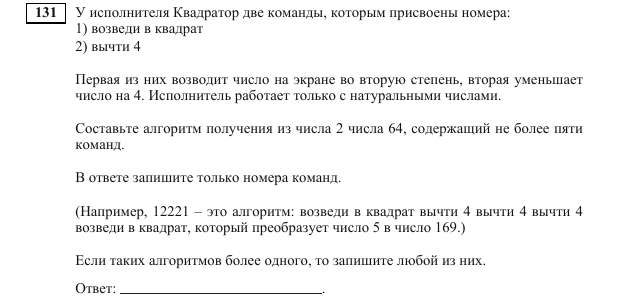 131 У исполнителя Квадратор две команды, которым присвоены номера:
1) возведи в квадрат
2) вычти 4
Первая из них возводит число на экране во вторую степень, вторая уменьшает
число на 4. Исполнитель работает только с натуральными числами.
Составьте алгоритм получения из числа 2 числа 64, содержащий не более пяти
команд.
В ответе запишите только номера команд.
(Например, 12221 – это алгоритм: возведи в квадрат вычти 4 вычти 4 вычти 4
возведи в квадрат, который преобразует число 5 в число 169.)
Если таких алгоритмов более одного, то запишите любой из них.
Ответ: ____________________________.